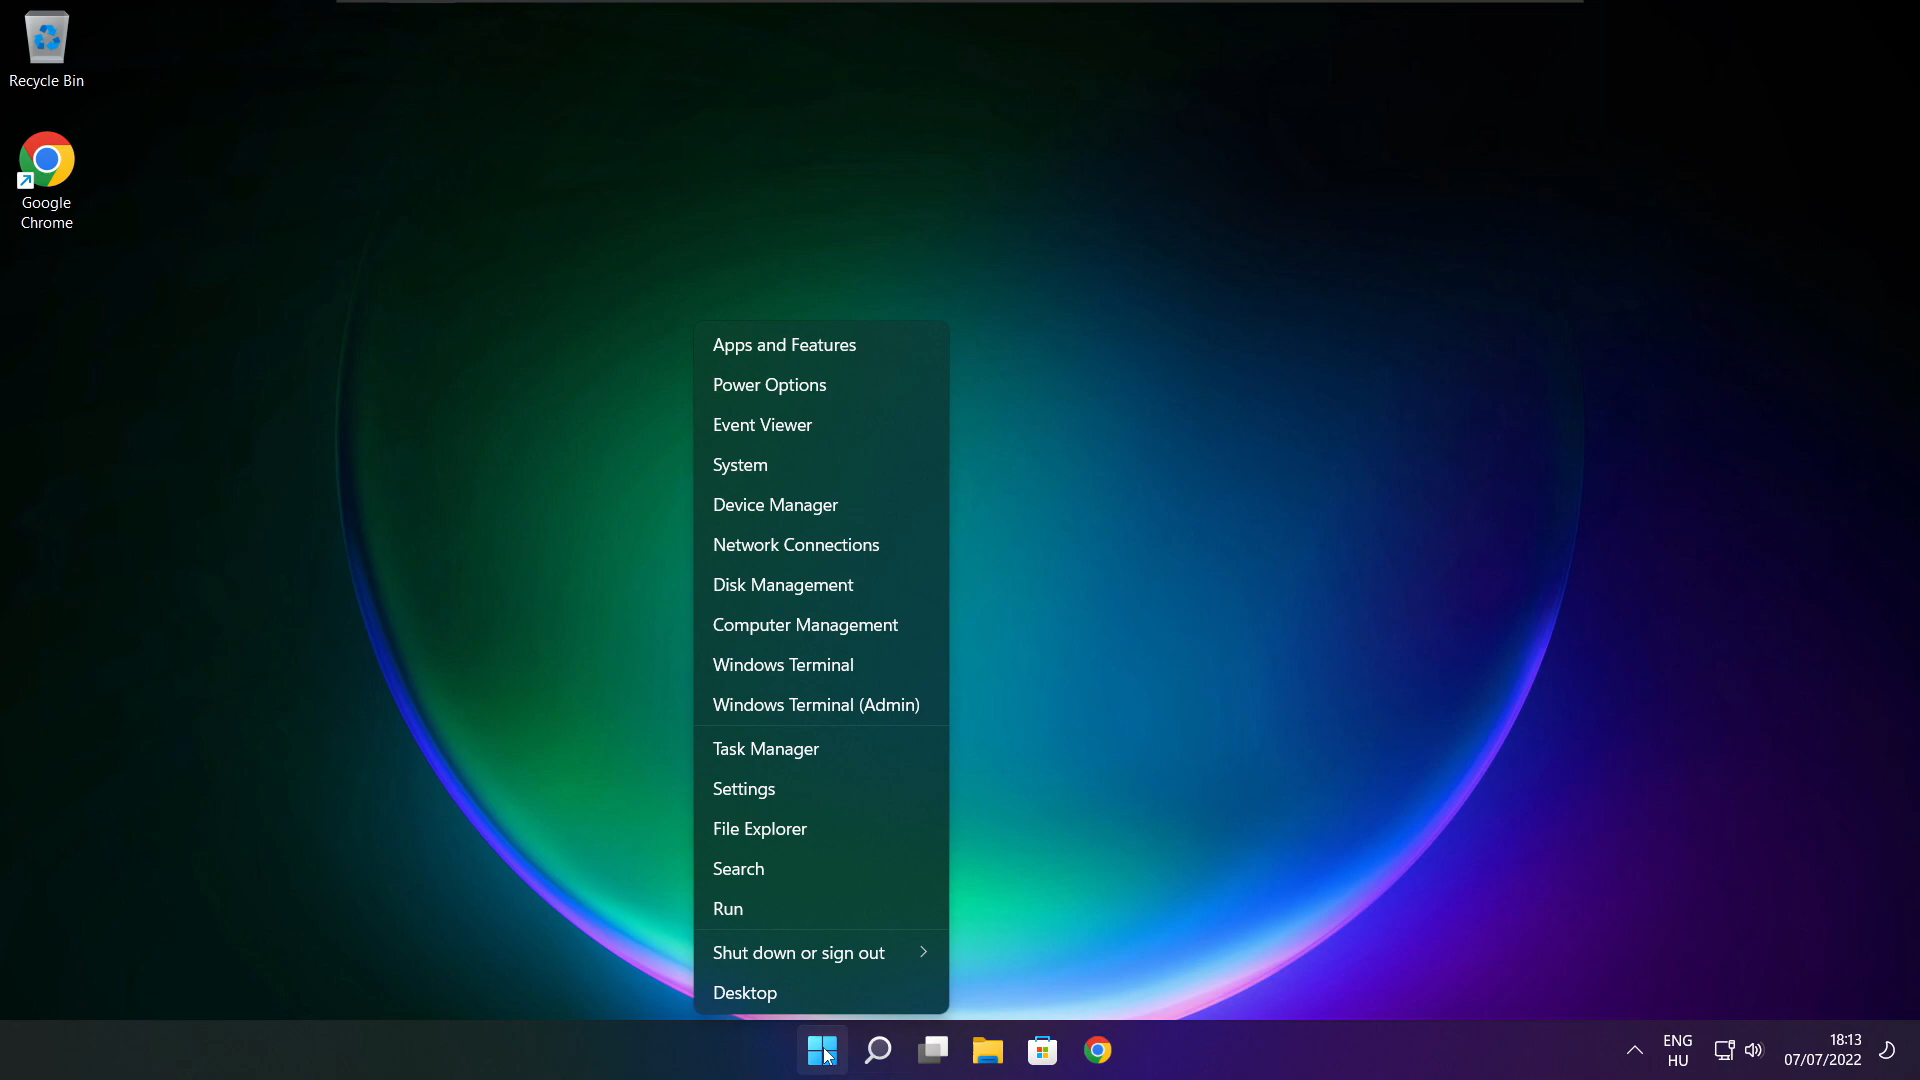 Recycle Bin
Google
Chrome
Apps and Features
Power Options
Event Viewer
System
Device Manager
Network Connections
Disk Management
Computer Management
Windows Terminal
Windows Terminal (Admin)
Task Manager
Settings
File Explorer
Search
Run
Shut down or sign out
Desktop
ENG
HU
18:13
07/07/2022